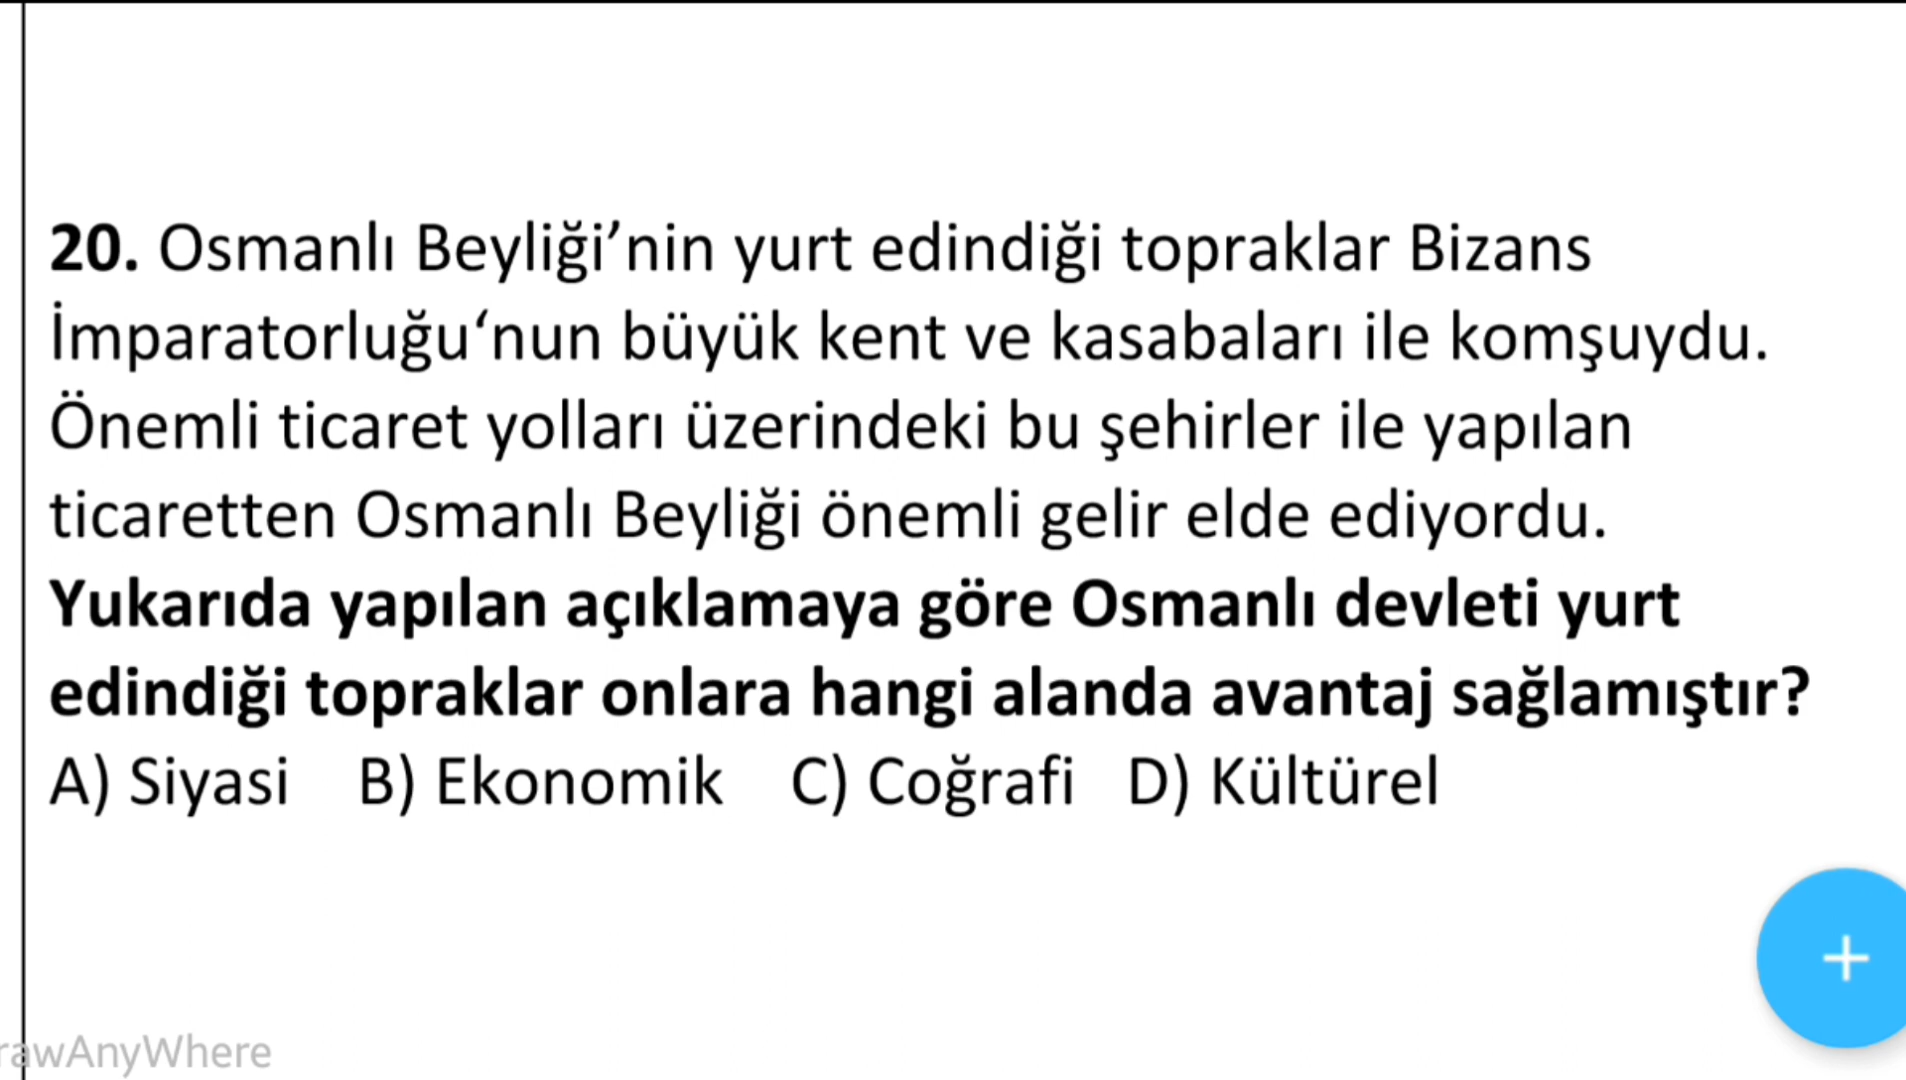 20. Osmanlı Beyliği’nin yurt edindiği topraklar Bizans
İmparatorluğu‘nun büyük kent ve kasabaları ile komşuydu.
Önemli ticaret yolları üzerindeki bu şehirler ile yapılan
ticaretten Osmanlı Beyliği önemli gelir elde ediyordu.
Yukarıda yapılan açıklamaya göre Osmanlı devleti yurt
edindiği topraklar onlara hangi alanda avantaj sağlamıştır?
A) Siyasi B) Ekonomik C) Coğrafi D) Kültürel
+
rawAnyWhere